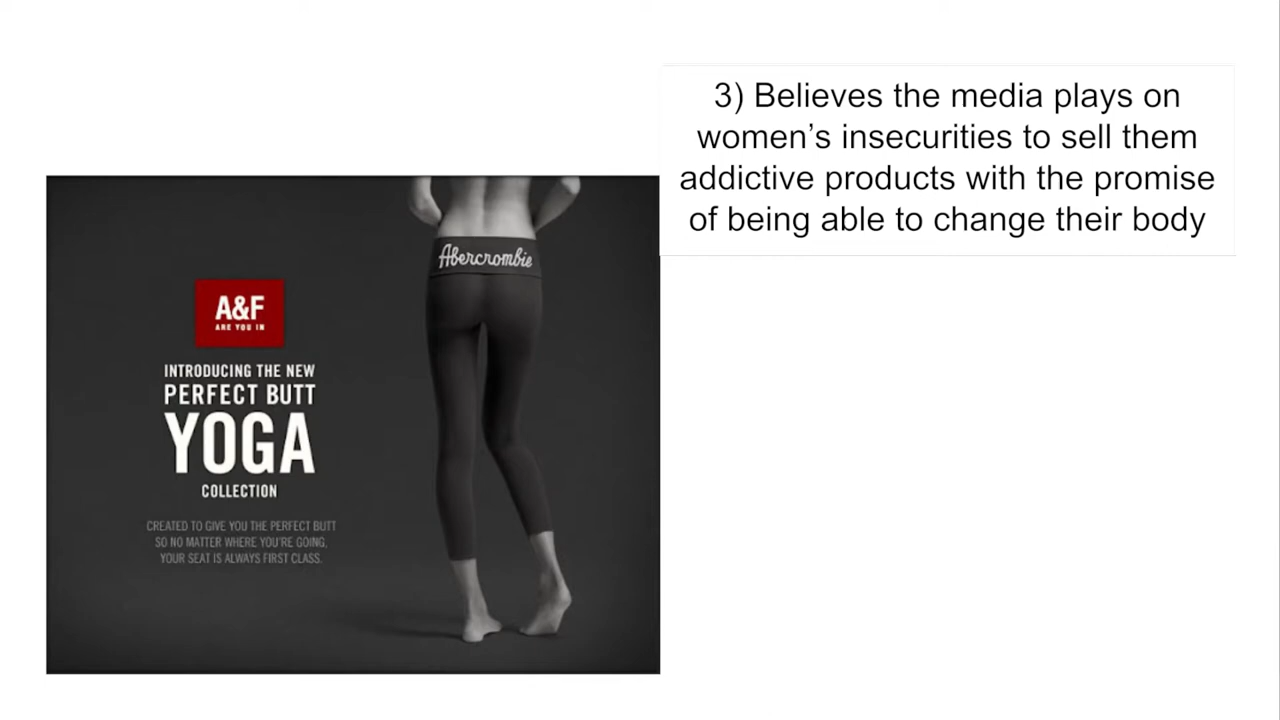 3) Believes the media plays on
women's insecurities to sell them
addictive products with the promise
of being able to change their body
Abercrombie
A&F
ARE YOU IN
INTRODUCING THE NEW
PERFECT BUTT
YOGA
COLLECTION
CREATED TO GIVE YOU THE PERFECT BUTT
SO NO MATTER WHERE YOU'RE GOING,
YOUR SEAT IS ALWAYS FIRST CLASS.